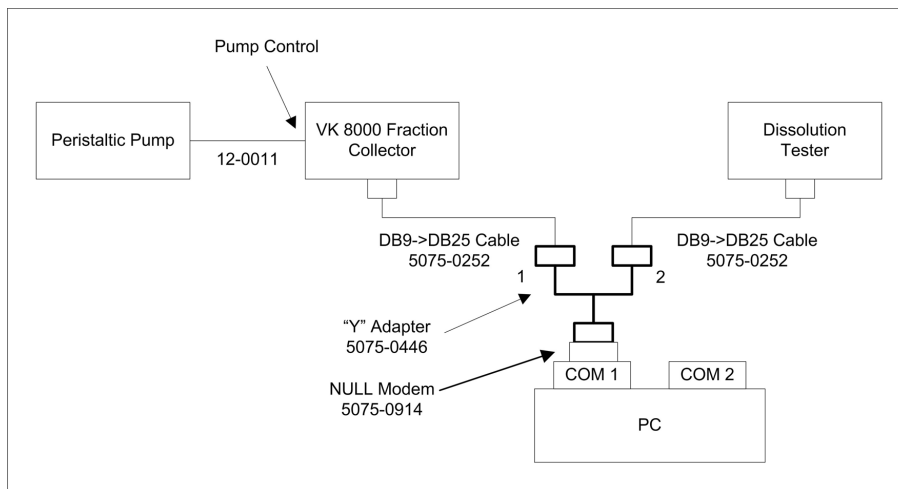 Pump Control
Peristaltic Pump
12-0011
VK 8000 Fraction
Collector
Dissolution
Tester
DB9->DB25 Cable
5075-0252
DB9->DB25 Cable
5075-0252
1
2
“Y” Adapter
5075-0446
NULL Modem
5075-0914
COM 1
COM 2
PC